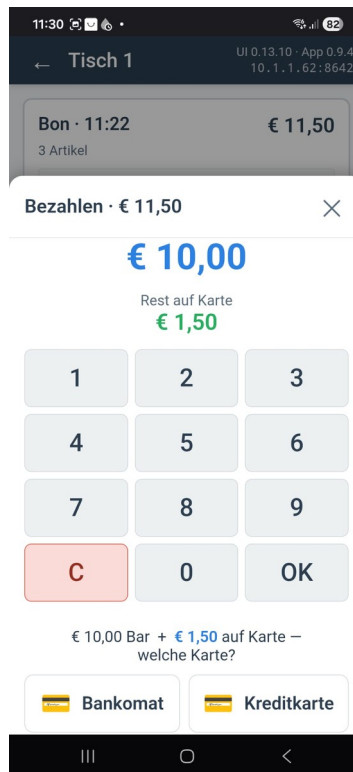 11:30
82
← Tisch 1
UI 0.13.10 · App 0.9.4
10.1.1.62:8642
Bon · 11:22
€ 11,50
3 Artikel
Bezahlen · € 11,50
€ 10,00
Rest auf Karte
€ 1,50
1 2 3
4 5 6
7 8 9
C 0 OK
€ 10,00 Bar + € 1,50 auf Karte —
welche Karte?
Bankomat Kreditkarte